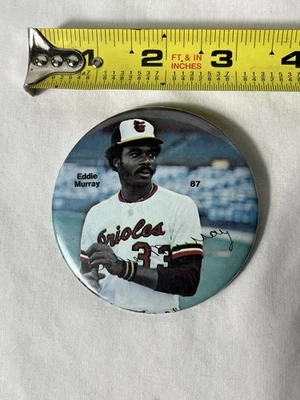 1 2 3 4
FT & IN
INCHES
Eddie
Murray
87
Orioles
33